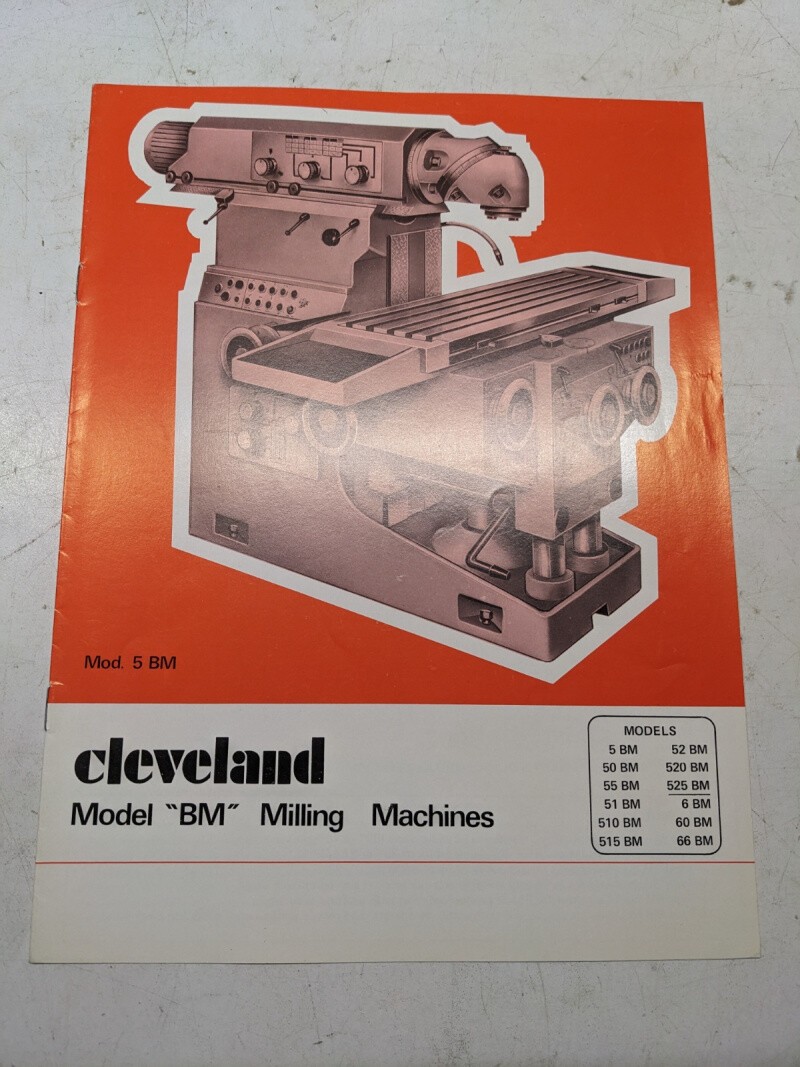 Mod. 5 BM
cleveland
Model "BM" Milling Machines
MODELS
5 BM 52 BM
50 BM 520 BM
55 BM 525 BM
51 BM 6 BM
510 BM 60 BM
515 BM 66 BM